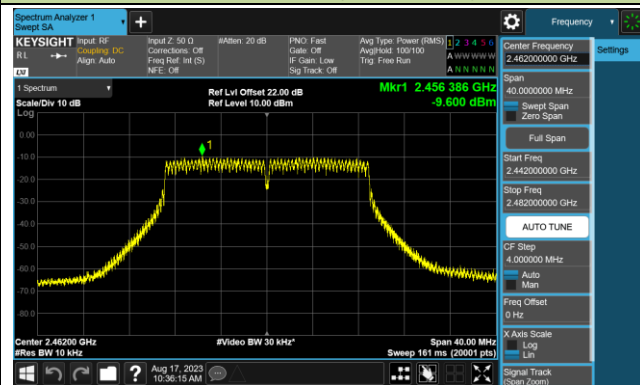 Spectrum Analyzer 1
Swept SA
Frequency
KEYSIGHT
Input: RF
Coupling: DC
Align: Auto
Input Z: 50 Ω
Corrections: Off
Freq Ref: Int (S)
NFE: Off
#Atten: 20 dB
PNO: Fast
Gate: Off
IF Gain: Low
Sig Track: Off
Avg Type: Power (RMS)
Avg|Hold: 100/100
Trig: Free Run
1 2 3 4 5 6
A W W W W W
A N N N N N
RL
LXI
1 Spectrum
Scale/Div 10 dB
Log
Ref Lvl Offset 22.00 dB
Ref Level 10.00 dBm
Mkr1 2.456 386 GHz
-9.600 dBm
1
0.00
-10.0
-20.0
-30.0
-40.0
-50.0
-60.0
-70.0
-80.0
Center 2.46200 GHz
#Res BW 10 kHz
#Video BW 30 kHz*
Span 40.00 MHz
Sweep 161 ms (20001 pts)
Aug 17, 2023
10:36:15 AM
Center Frequency
2.462000000 GHz
Settings
Span
40.0000000 MHz
Swept Span
Zero Span
Full Span
Start Freq
2.442000000 GHz
Stop Freq
2.482000000 GHz
AUTO TUNE
CF Step
4.000000 MHz
Auto
Man
Freq Offset
0 Hz
X Axis Scale
Log
Lin
Signal Track
(Span Zoom)